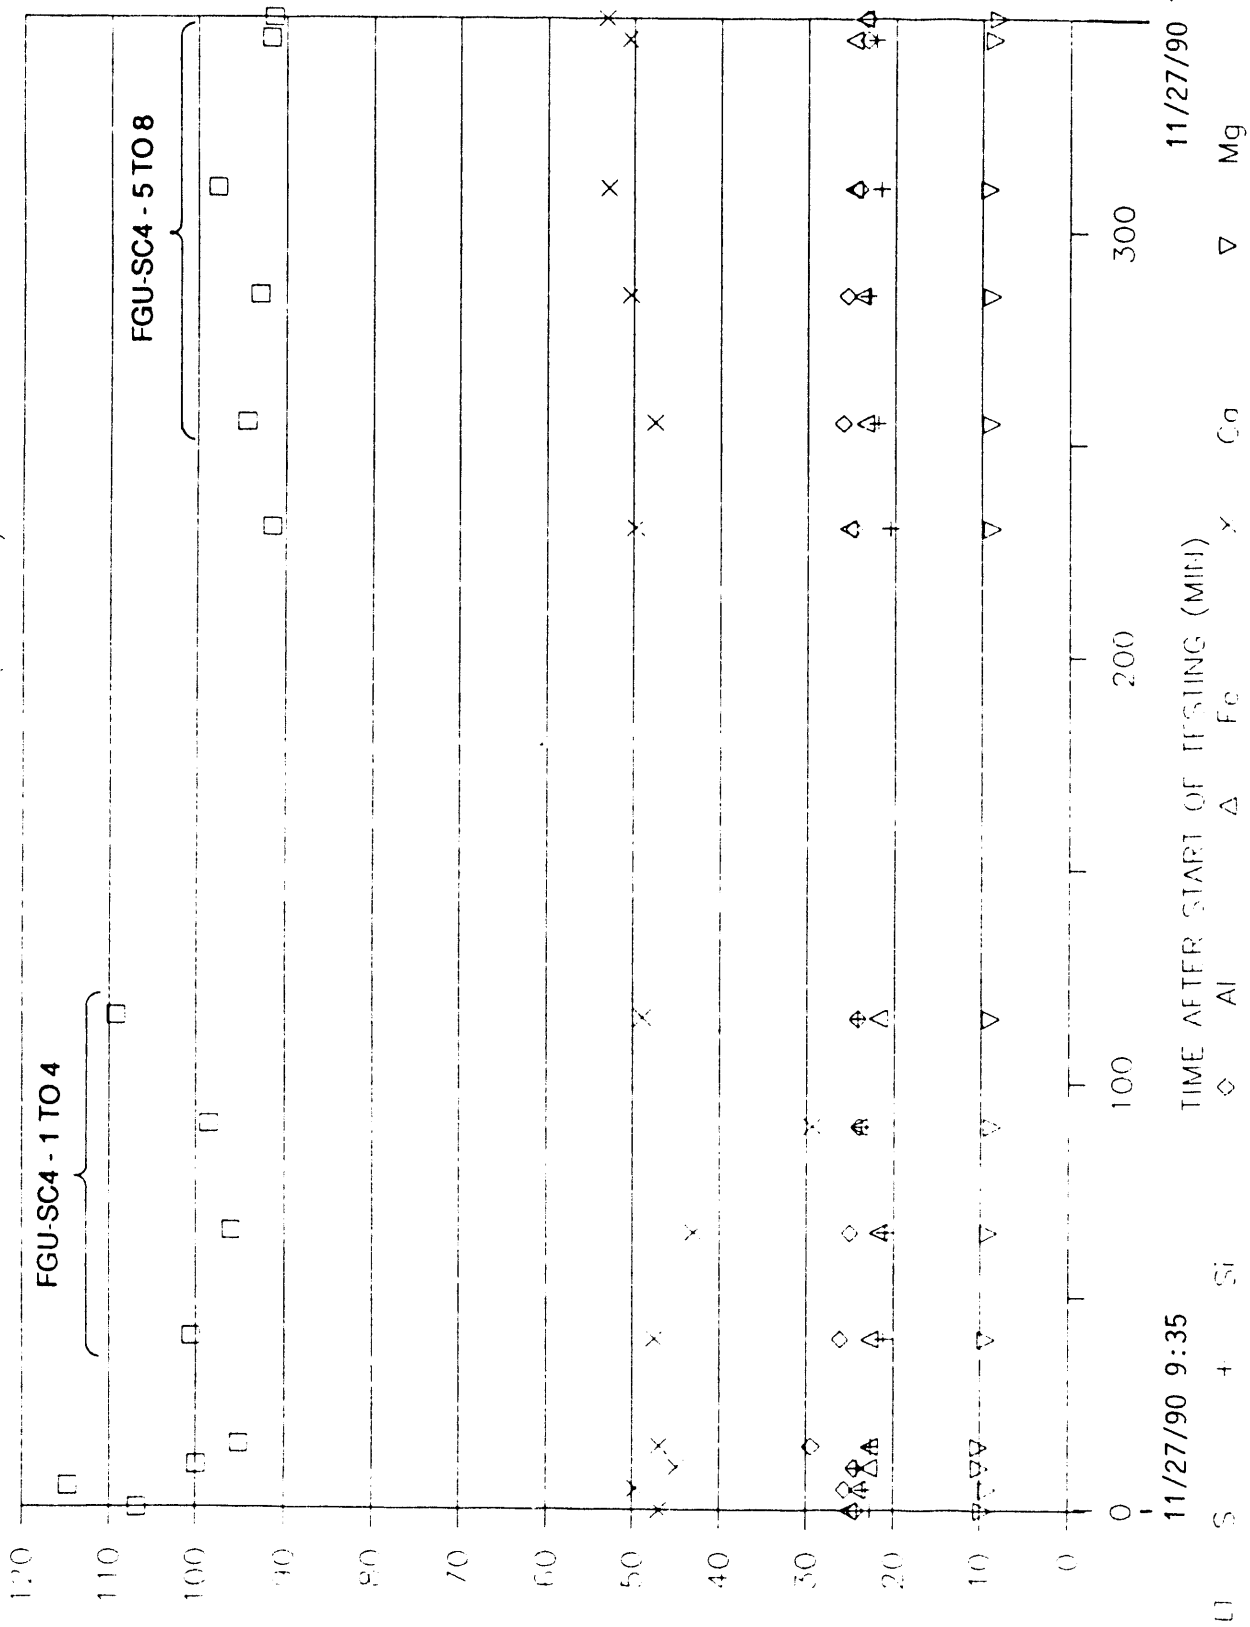 FGU-SC4 - 1 TO 4
FGU-SC4 - 5 TO 8
120
110
100
90
80
70
60
50
40
30
20
10
0
0
100
200
300
11/27/90 9:35
TIME AFTER START OF TESTING (MIN)
11/27/90
S
+ Si
◇ Al
△ Fe
× Ca
▽ Mg